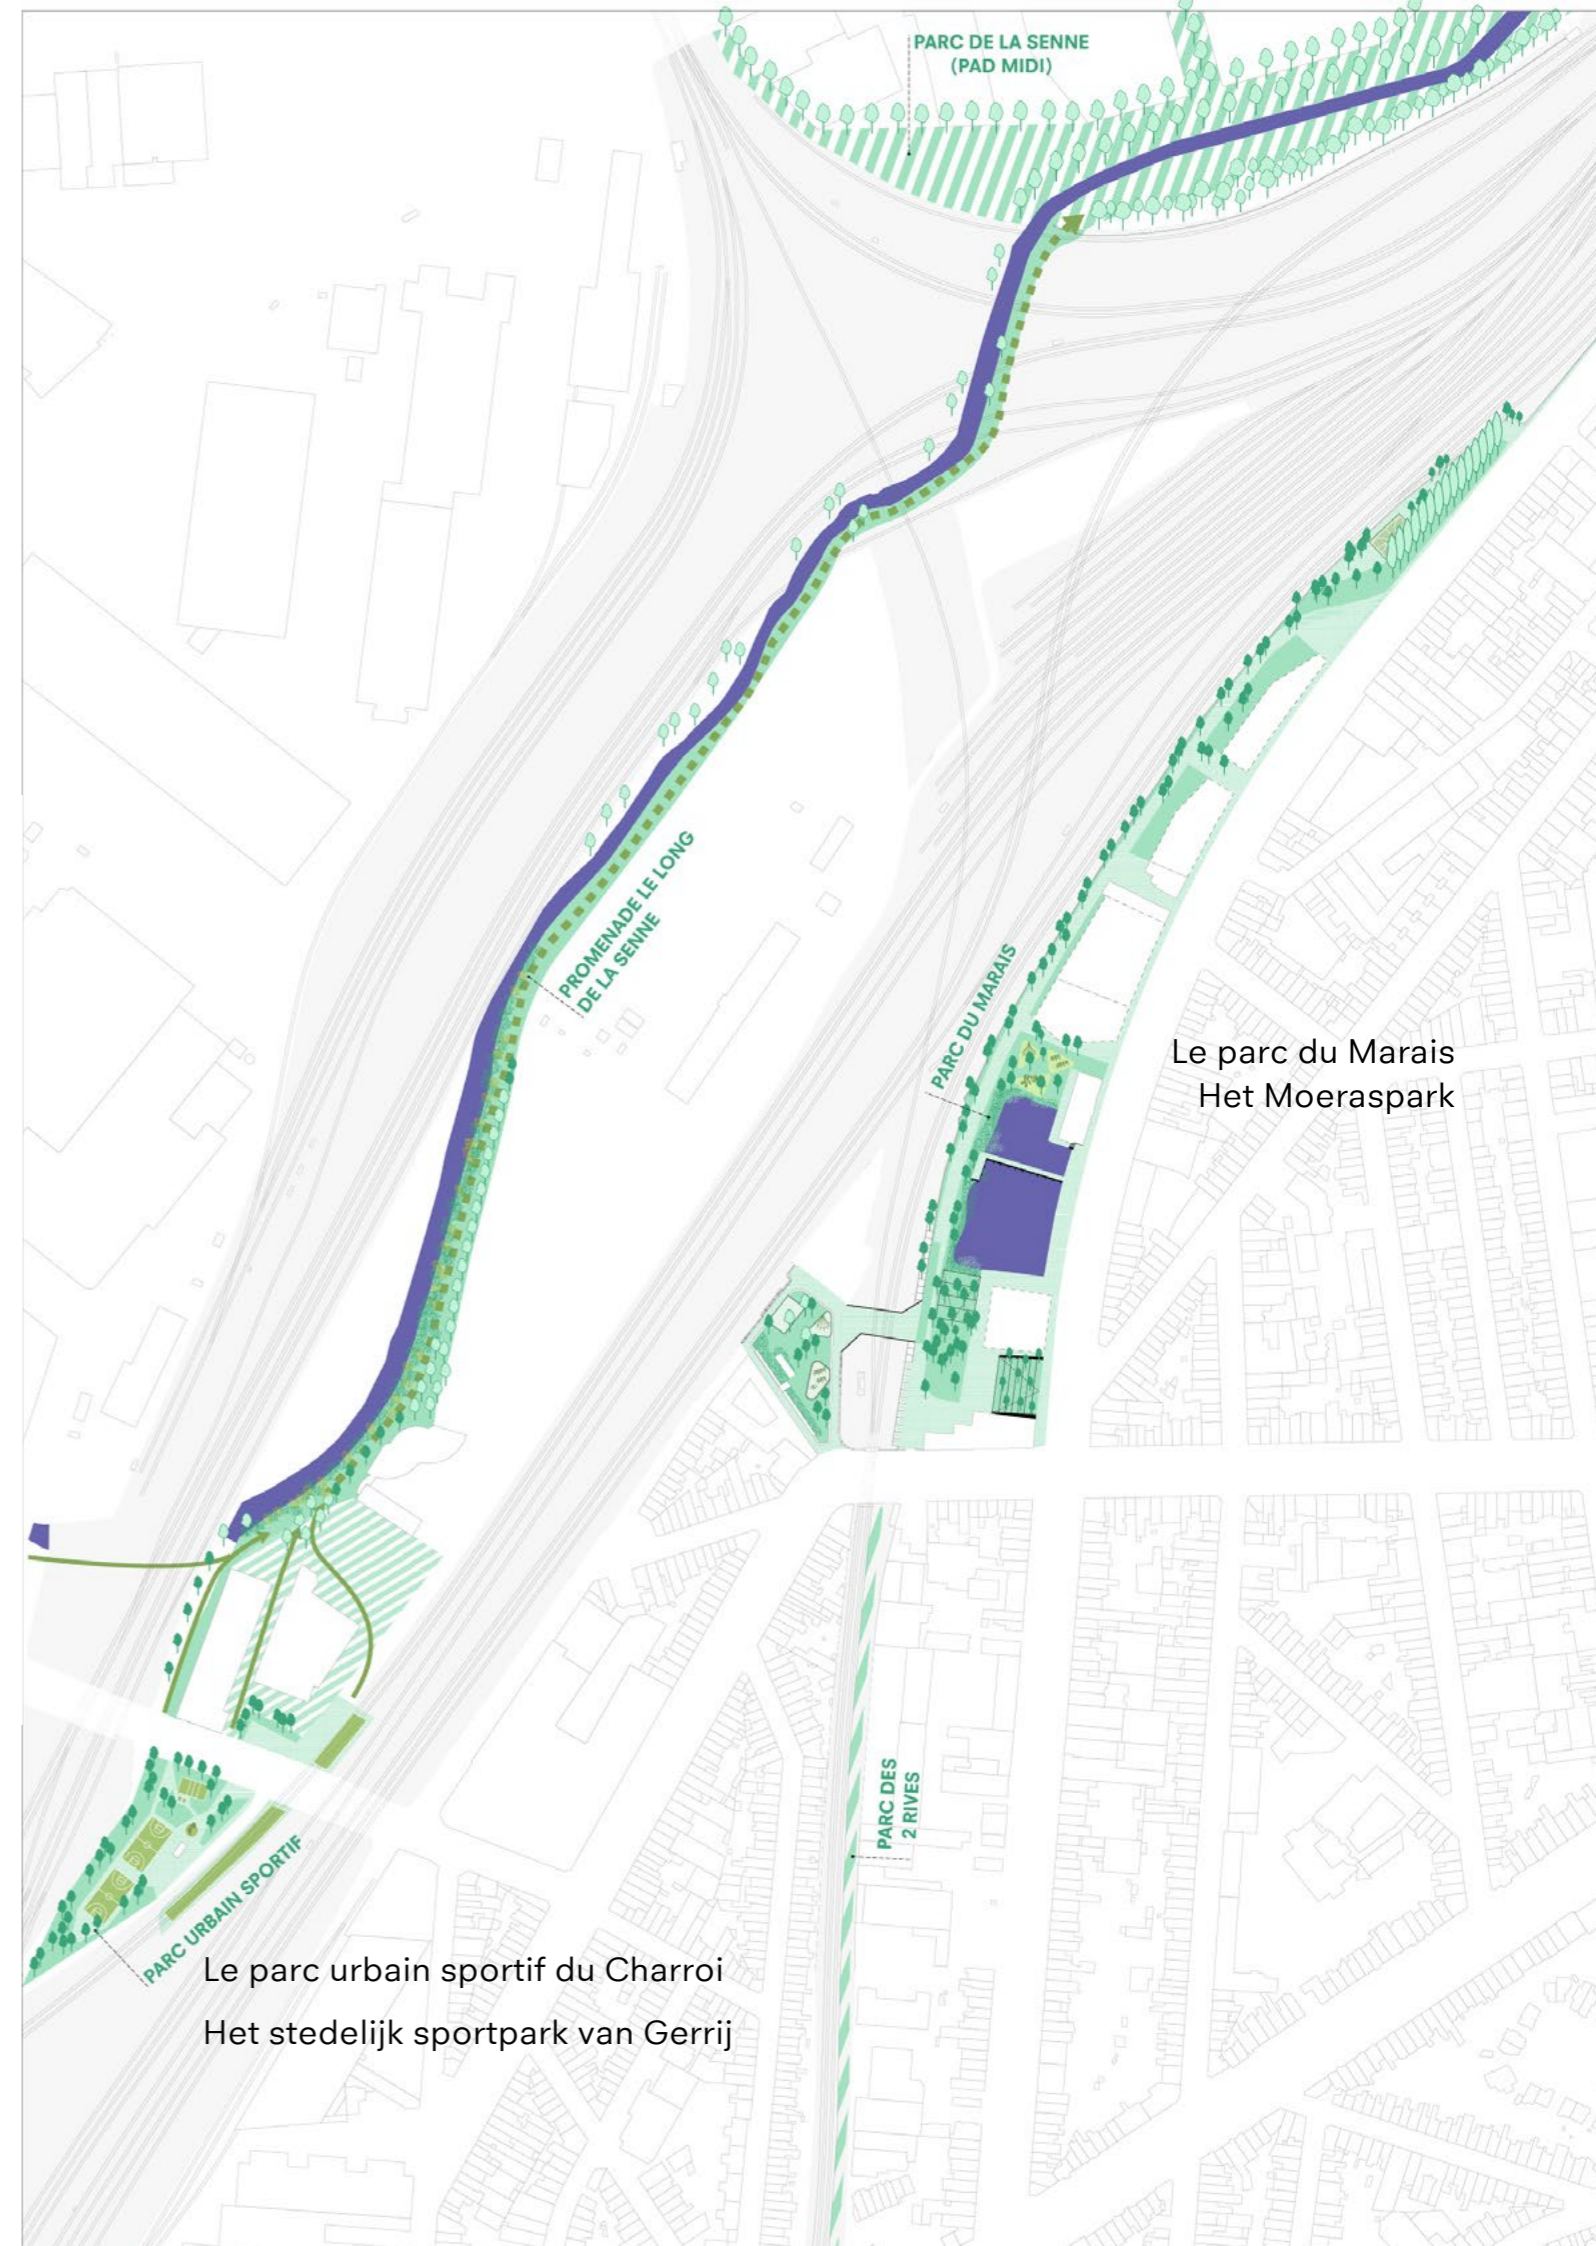 PARC DE LA SENNE
(PAD MIDI)
PROMENADE LE LONG
DE LA SENNE
PARC DU MARAIS
Le parc du Marais
Het Moeraspark
PARC DES
2 RIVES
PARC URBAIN SPORTIF
Le parc urbain sportif du Charroi
Het stedelijk sportpark van Gerrij